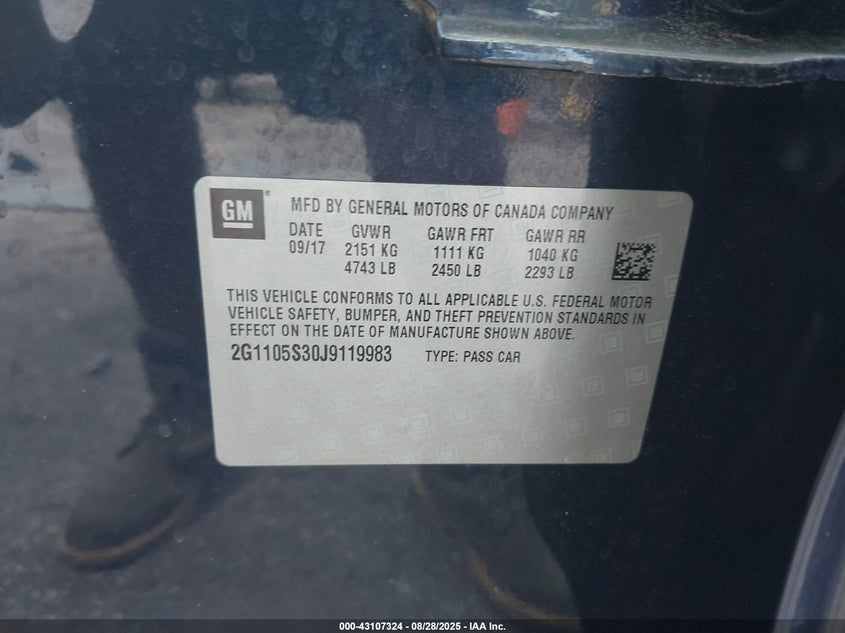 GM ®
MFD BY GENERAL MOTORS OF CANADA COMPANY
DATE GVWR GAWR FRT GAWR RR
09/17 2151 KG 1111 KG 1040 KG
4743 LB 2450 LB 2293 LB
THIS VEHICLE CONFORMS TO ALL APPLICABLE U.S. FEDERAL MOTOR
VEHICLE SAFETY, BUMPER, AND THEFT PREVENTION STANDARDS IN
EFFECT ON THE DATE OF MANUFACTURE SHOWN ABOVE.
2G1105S30J9119983 TYPE: PASS CAR
000-43107324 | 08/28/2025 - IAA Inc.